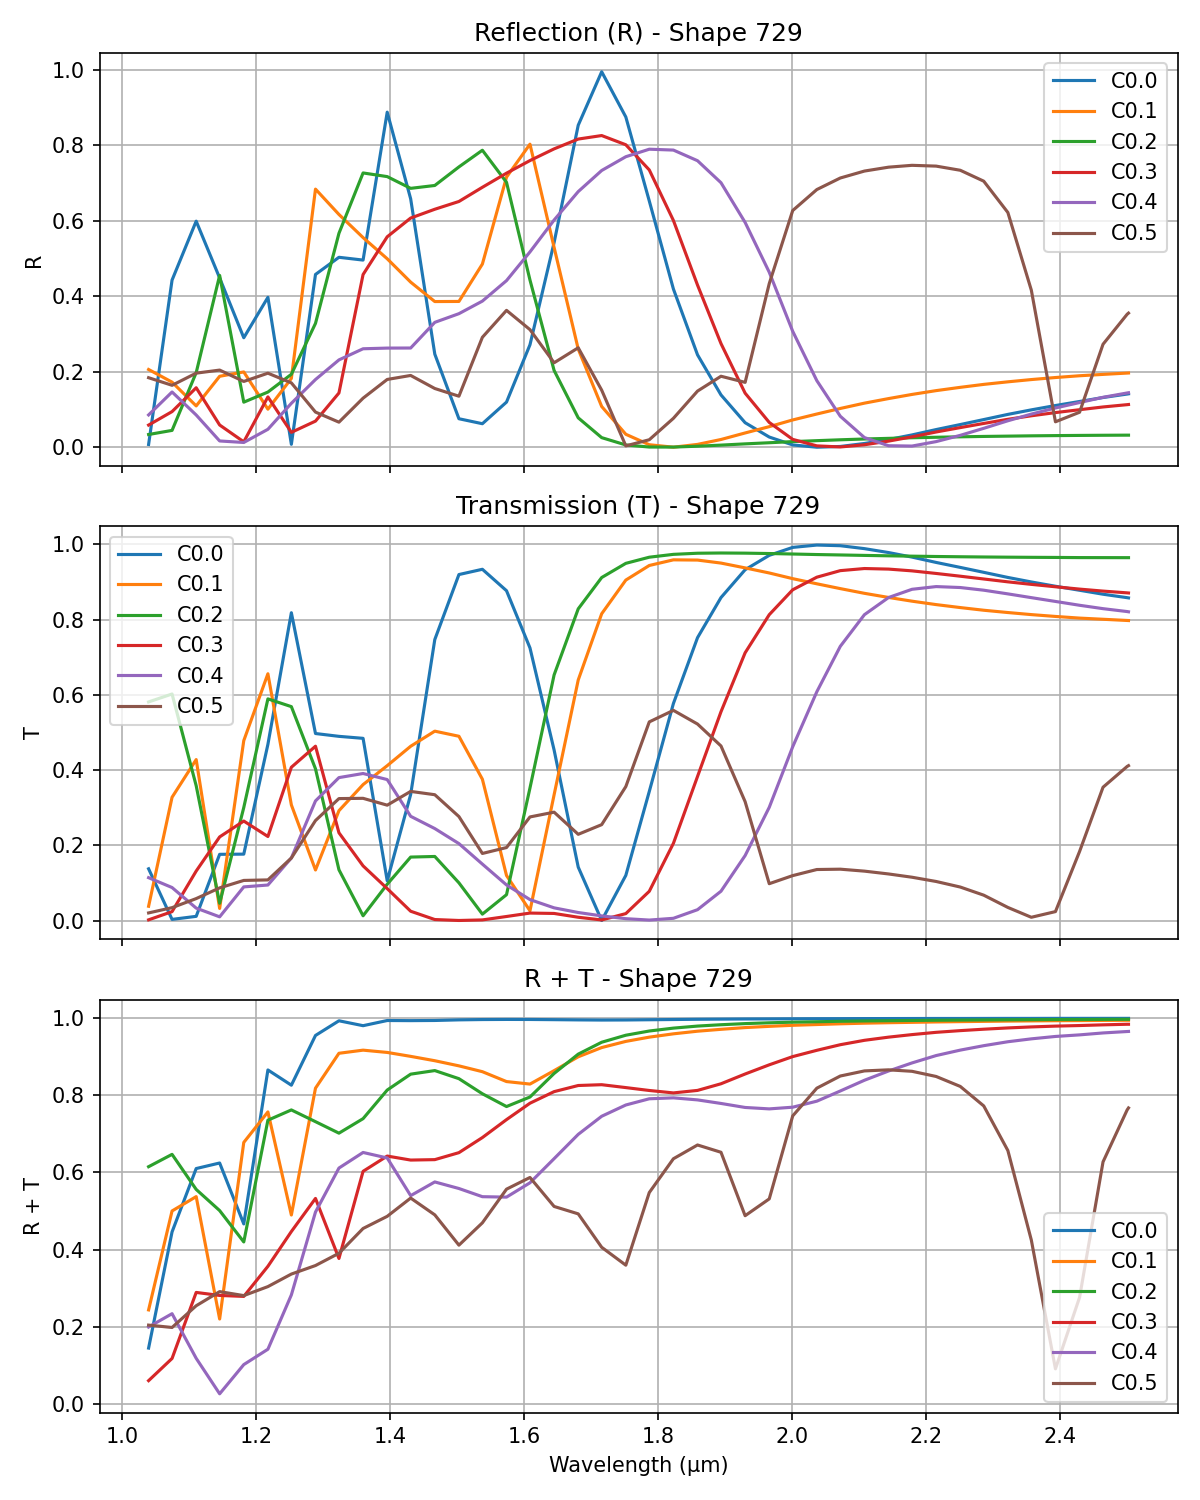 Reflection (R) - Shape 729
1.0
0.8
0.6
0.4
0.2
0.0
R
C0.0
C0.1
C0.2
C0.3
C0.4
C0.5
Transmission (T) - Shape 729
1.0
0.8
0.6
0.4
0.2
0.0
T
C0.0
C0.1
C0.2
C0.3
C0.4
C0.5
R + T - Shape 729
1.0
0.8
0.6
0.4
0.2
0.0
R + T
C0.0
C0.1
C0.2
C0.3
C0.4
C0.5
1.0 1.2 1.4 1.6 1.8 2.0 2.2 2.4
Wavelength (μm)